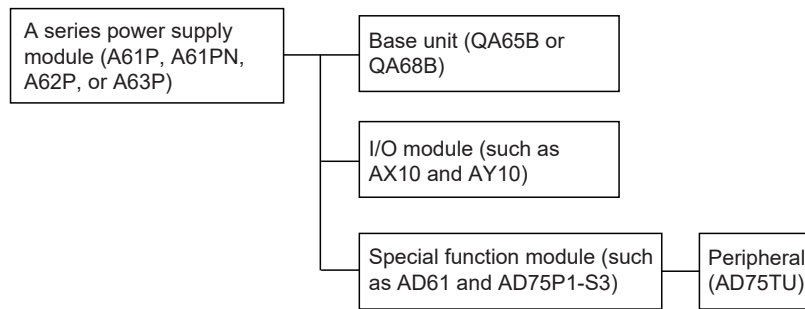 A series power supply
module (A61P, A61PN,
A62P, or A63P)
Base unit (QA65B or
QA68B)
I/O module (such as
AX10 and AY10)
Special function module (such
as AD61 and AD75P1-S3)
Peripheral
(AD75TU)